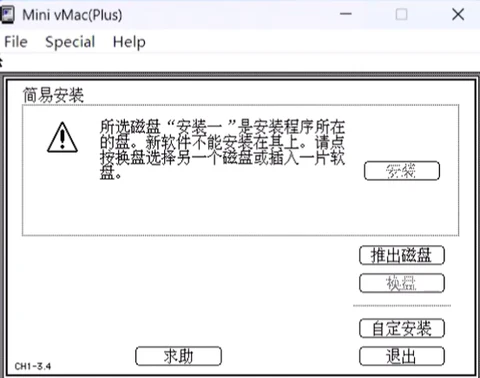 Mini vMac(Plus)
File Special Help
简易安装
所选磁盘“安装一”是安装程序所在
的盘。新软件不能安装在其上。请点
按换盘选择另一个磁盘或插入一片软
盘。
安装
推出磁盘
换盘
自定安装
求助
退出
CH1-3.4